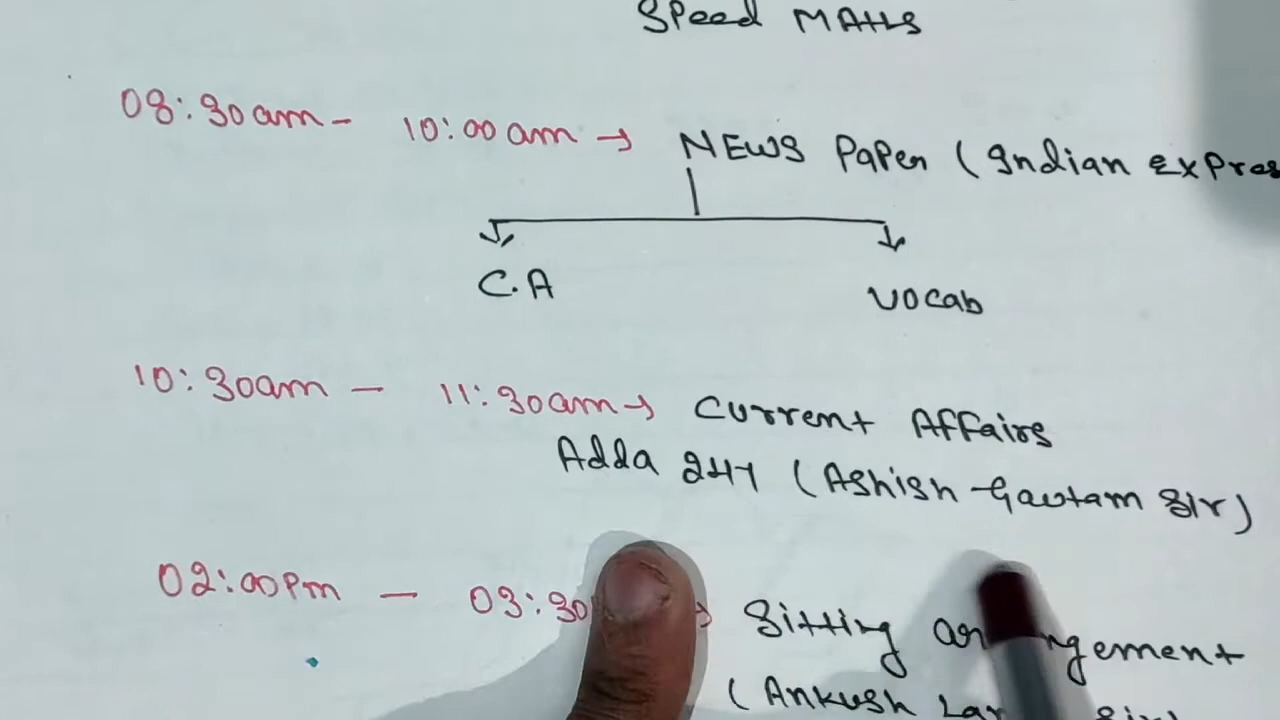 Speed MATHS
08:30am - 10:00am → NEWS PaPer (Indian Expres
C.A
vocab
10:30am - 11:30am → Current Affairs
Adda 247 (Ashish Gautam Sir)
02:00Pm - 03:30 → Sitting
(Ankush